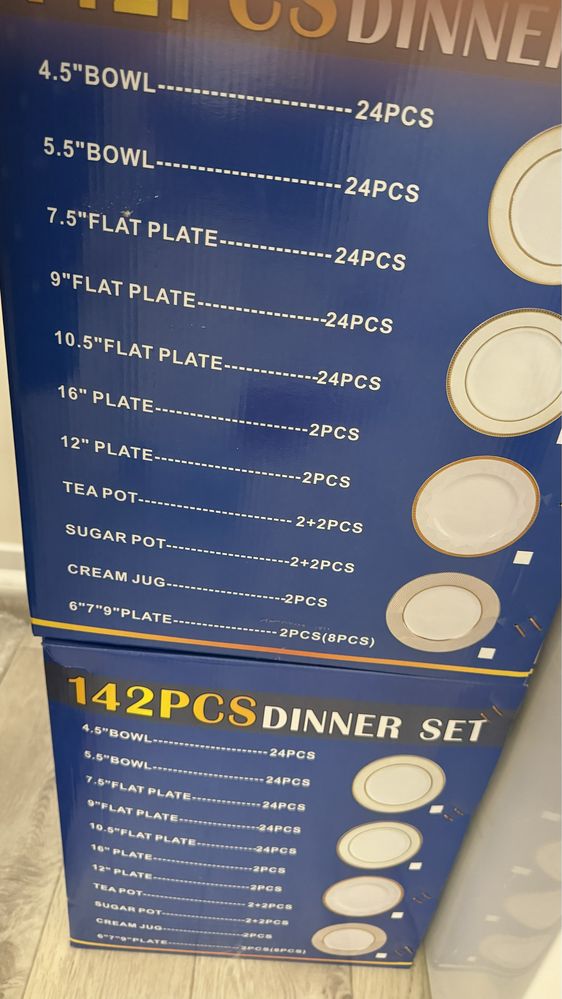 142PCS DINNE
4.5"BOWL----------------------24PCS
5.5"BOWL---------------------24PCS
7.5"FLAT PLATE-------------24PCS
9"FLAT PLATE---------------24PCS
10.5"FLAT PLATE------------24PCS
16" PLATE--------------------2PCS
12" PLATE--------------------2PCS
TEA POT---------------------- 2+2PCS
SUGAR POT------------------2+2PCS
CREAM JUG------------------2PCS
6"7"9"PLATE----------------- 2PCS(8PCS)
142PCS DINNER SET
4.5"BOWL----------------------24PCS
5.5"BOWL---------------------24PCS
7.5"FLAT PLATE-------------24PCS
9"FLAT PLATE---------------24PCS
10.5"FLAT PLATE------------24PCS
16" PLATE--------------------2PCS
12" PLATE--------------------2PCS
TEA POT---------------------- 2+2PCS
SUGAR POT------------------2+2PCS
CREAM JUG------------------2PCS
6"7"9"PLATE-----------------2PCS(8PCS)